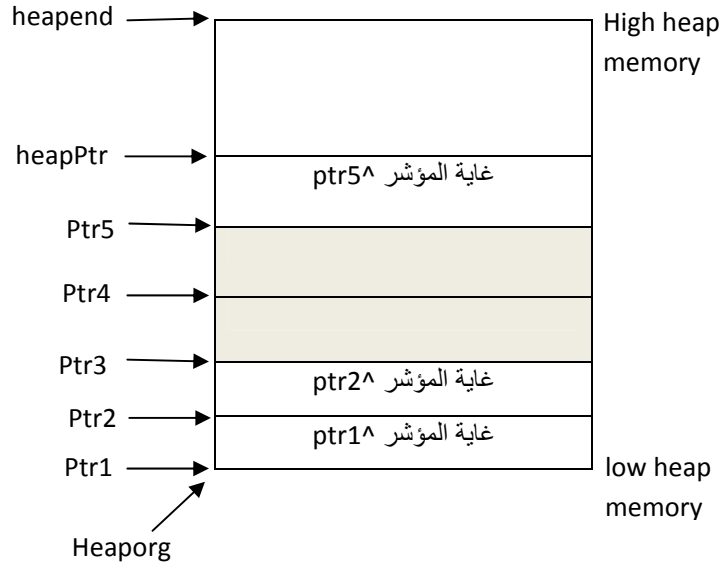 heapend
High heap
memory
heapPtr
غاية المؤشر ptr5^
Ptr5
Ptr4
Ptr3
غاية المؤشر ptr2^
Ptr2
غاية المؤشر ptr1^
Ptr1
low heap
memory
Heaporg